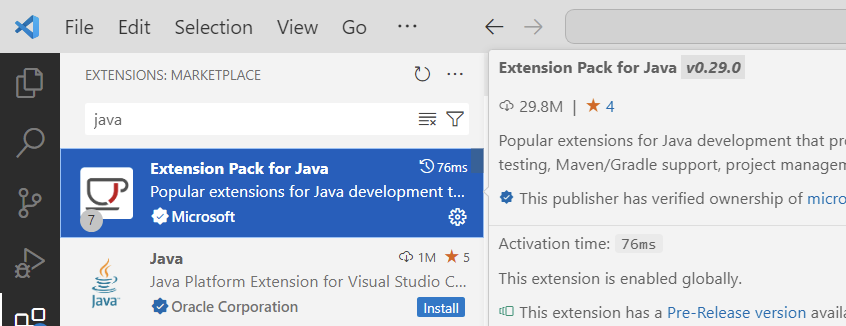 File Edit Selection View Go ...
EXTENSIONS: MARKETPLACE ...
java
Extension Pack for Java 76ms
Popular extensions for Java development t...
Microsoft
7
Java 1M 5
Java Platform Extension for Visual Studio C...
Java
Oracle Corporation Install
Extension Pack for Java v0.29.0
29.8M | 4
Popular extensions for Java development that pr
testing, Maven/Gradle support, project managem
This publisher has verified ownership of micro
Activation time: 76ms
This extension is enabled globally.
This extension has a Pre-Release version availa